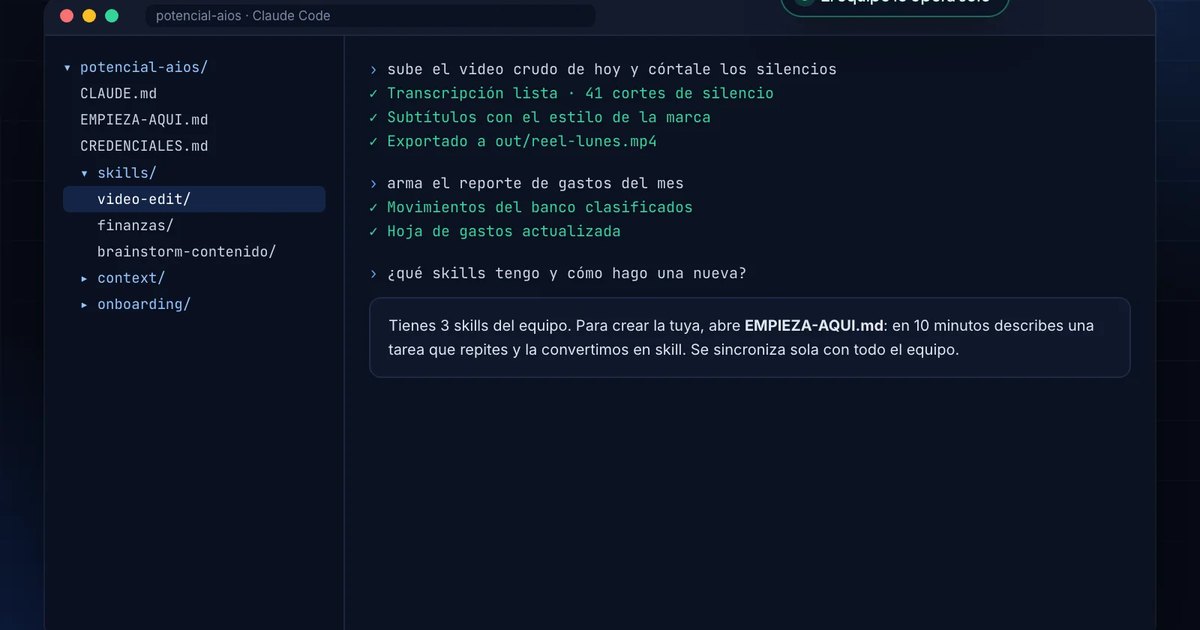 potencial-aios · Claude Code
▾ potencial-aios/
CLAUDE.md
EMPIEZA-AQUI.md
CREDENCIALES.md
▾ skills/
video-edit/
finanzas/
brainstorm-contenido/
▸ context/
▸ onboarding/
› sube el video crudo de hoy y córtale los silencios
✓ Transcripción lista · 41 cortes de silencio
✓ Subtítulos con el estilo de la marca
✓ Exportado a out/reel-lunes.mp4
› arma el reporte de gastos del mes
✓ Movimientos del banco clasificados
✓ Hoja de gastos actualizada
› ¿qué skills tengo y cómo hago una nueva?
Tienes 3 skills del equipo. Para crear la tuya, abre EMPIEZA-AQUI.md: en 10 minutos describes una
tarea que repites y la convertimos en skill. Se sincroniza sola con todo el equipo.